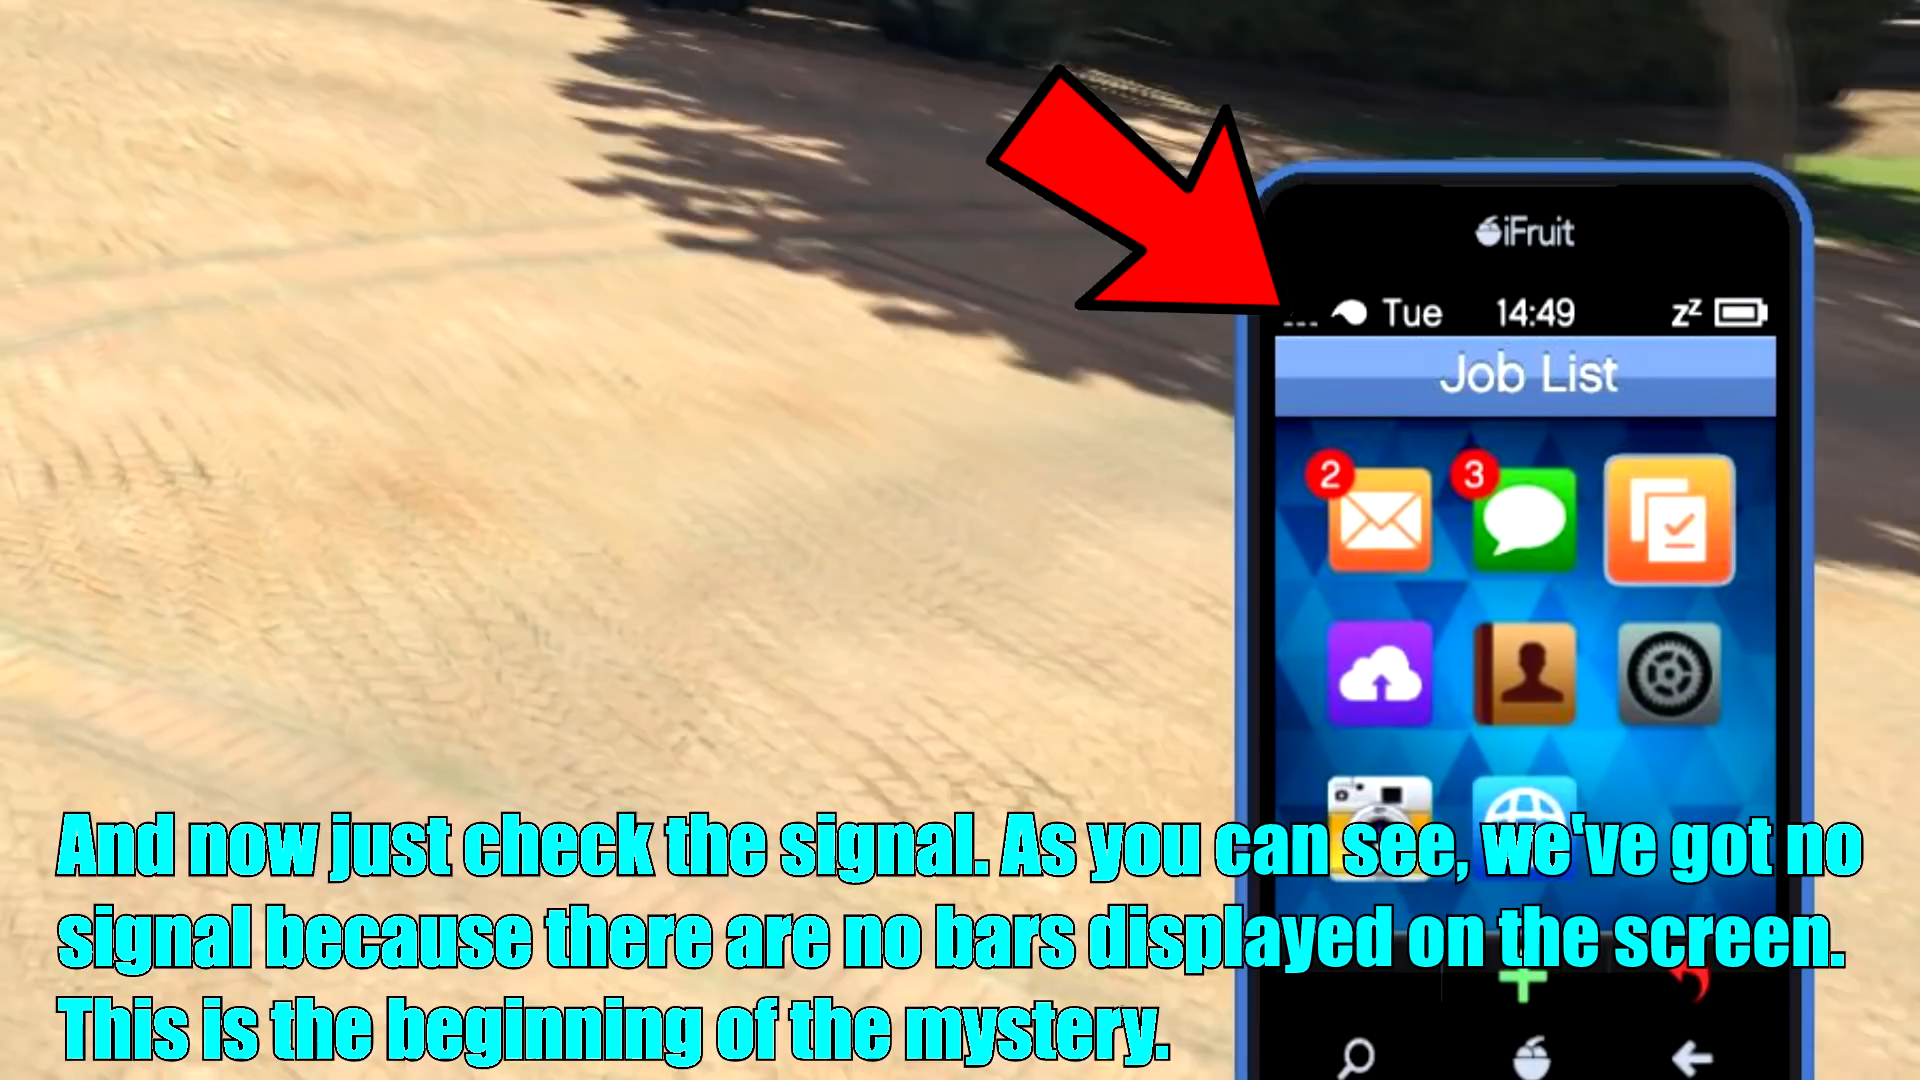 iFruit
Tue 14:49 zZ
Job List
2 3
And now just check the signal. As you can see, we've got no
signal because there are no bars displayed on the screen.
This is the beginning of the mystery.